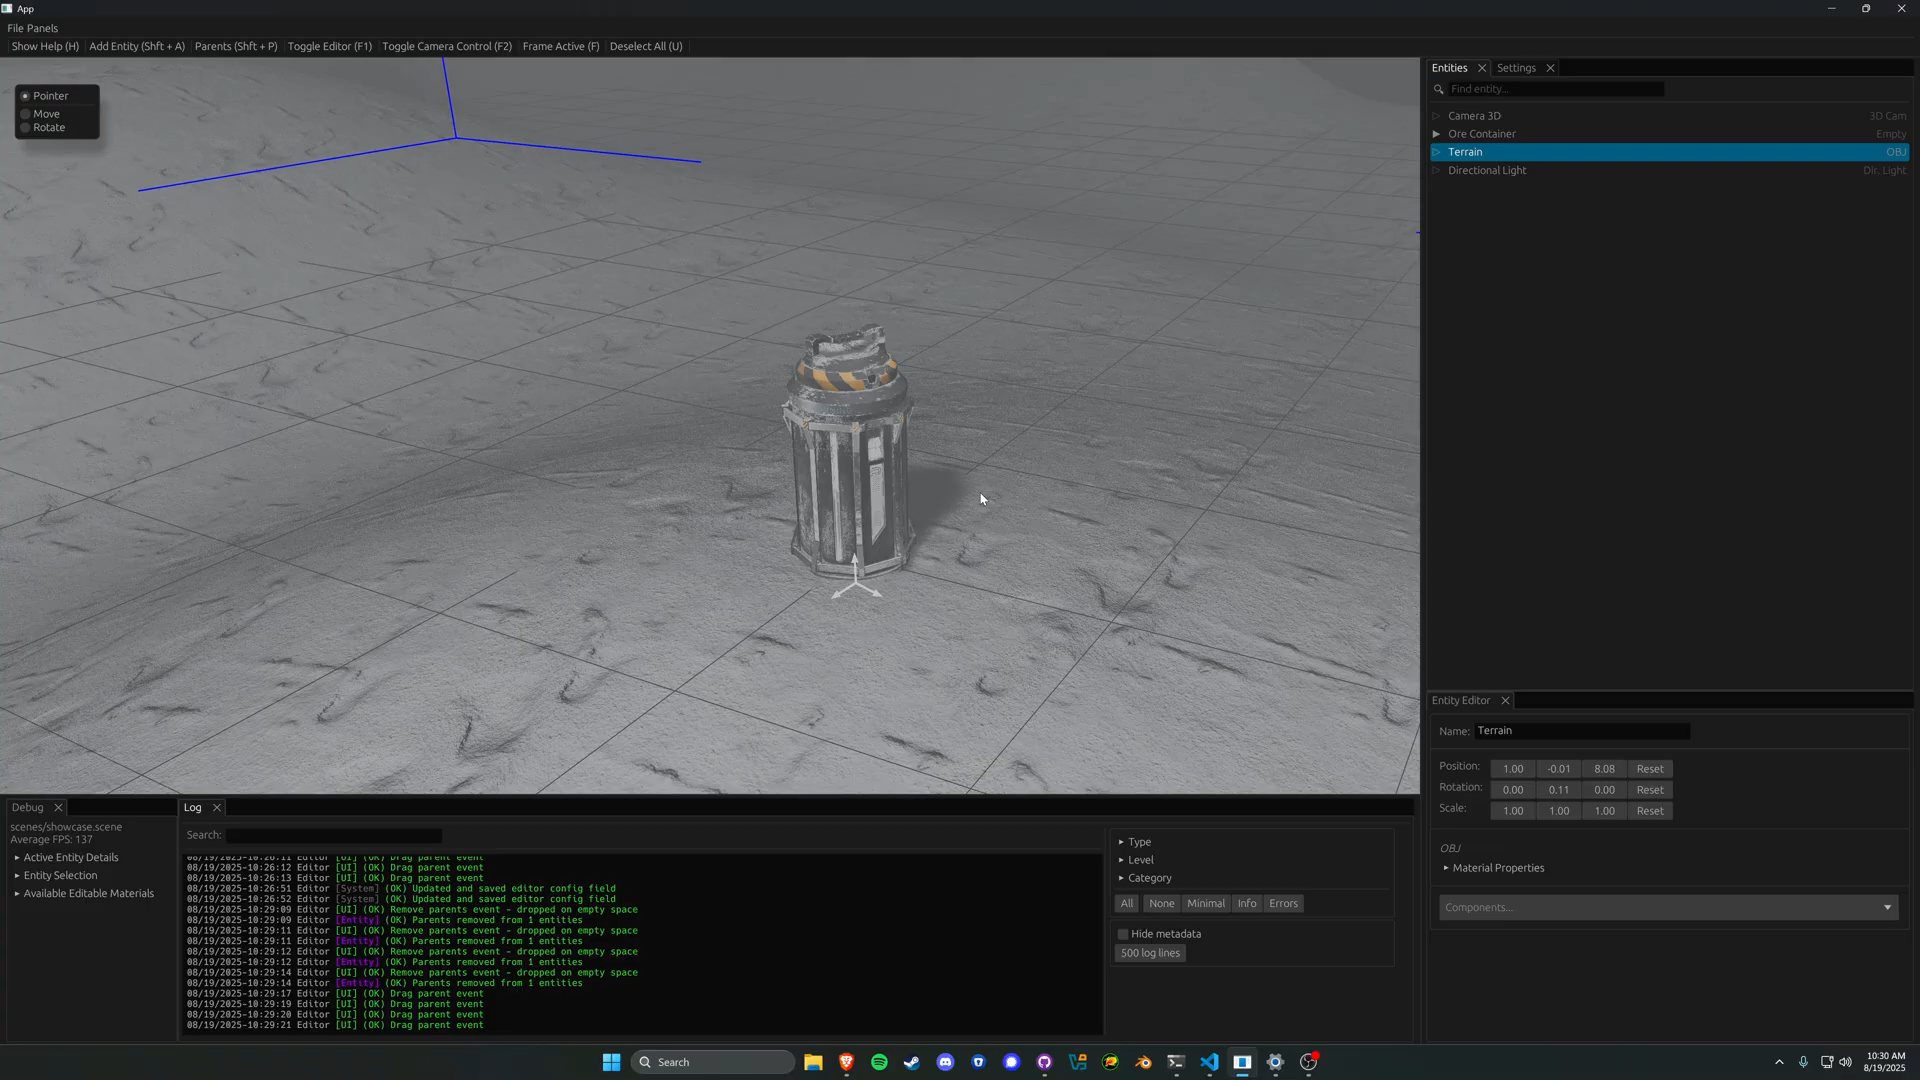 App
File Panels
Show Help (H) Add Entity (Shft + A) Parents (Shft + P) Toggle Editor (F1) Toggle Camera Control (F2) Frame Active (F) Deselect All (U)
Pointer
Move
Rotate
Entities Settings
Find entity...
Camera 3D 3D Cam
Ore Container Empty
Terrain OBJ
Directional Light Dir. Light
Entity Editor
Name: Terrain
Position: 1.00 -0.01 8.08 Reset
Rotation: 0.00 0.11 0.00 Reset
Scale: 1.00 1.00 1.00 Reset
OBJ
Material Properties
Components...
Debug
scenes/showcase.scene
Average FPS: 137
Active Entity Details
Entity Selection
Available Editable Materials
Log
Search:
08/19/2025-10:26:11 Editor [UI] (OK) Drag parent event
08/19/2025-10:26:12 Editor [UI] (OK) Drag parent event
08/19/2025-10:26:13 Editor [UI] (OK) Drag parent event
08/19/2025-10:26:51 Editor [System] (OK) Updated and saved editor config field
08/19/2025-10:26:52 Editor [System] (OK) Updated and saved editor config field
08/19/2025-10:29:09 Editor [UI] (OK) Remove parents event - dropped on empty space
08/19/2025-10:29:09 Editor [Entity] (OK) Parents removed from 1 entities
08/19/2025-10:29:11 Editor [UI] (OK) Remove parents event - dropped on empty space
08/19/2025-10:29:11 Editor [Entity] (OK) Parents removed from 1 entities
08/19/2025-10:29:12 Editor [UI] (OK) Remove parents event - dropped on empty space
08/19/2025-10:29:12 Editor [Entity] (OK) Parents removed from 1 entities
08/19/2025-10:29:14 Editor [UI] (OK) Remove parents event - dropped on empty space
08/19/2025-10:29:14 Editor [Entity] (OK) Parents removed from 1 entities
08/19/2025-10:29:17 Editor [UI] (OK) Drag parent event
08/19/2025-10:29:19 Editor [UI] (OK) Drag parent event
08/19/2025-10:29:20 Editor [UI] (OK) Drag parent event
08/19/2025-10:29:21 Editor [UI] (OK) Drag parent event
Type
Level
Category
All None Minimal Info Errors
Hide metadata
500 log lines
Search
10:30 AM
8/19/2025